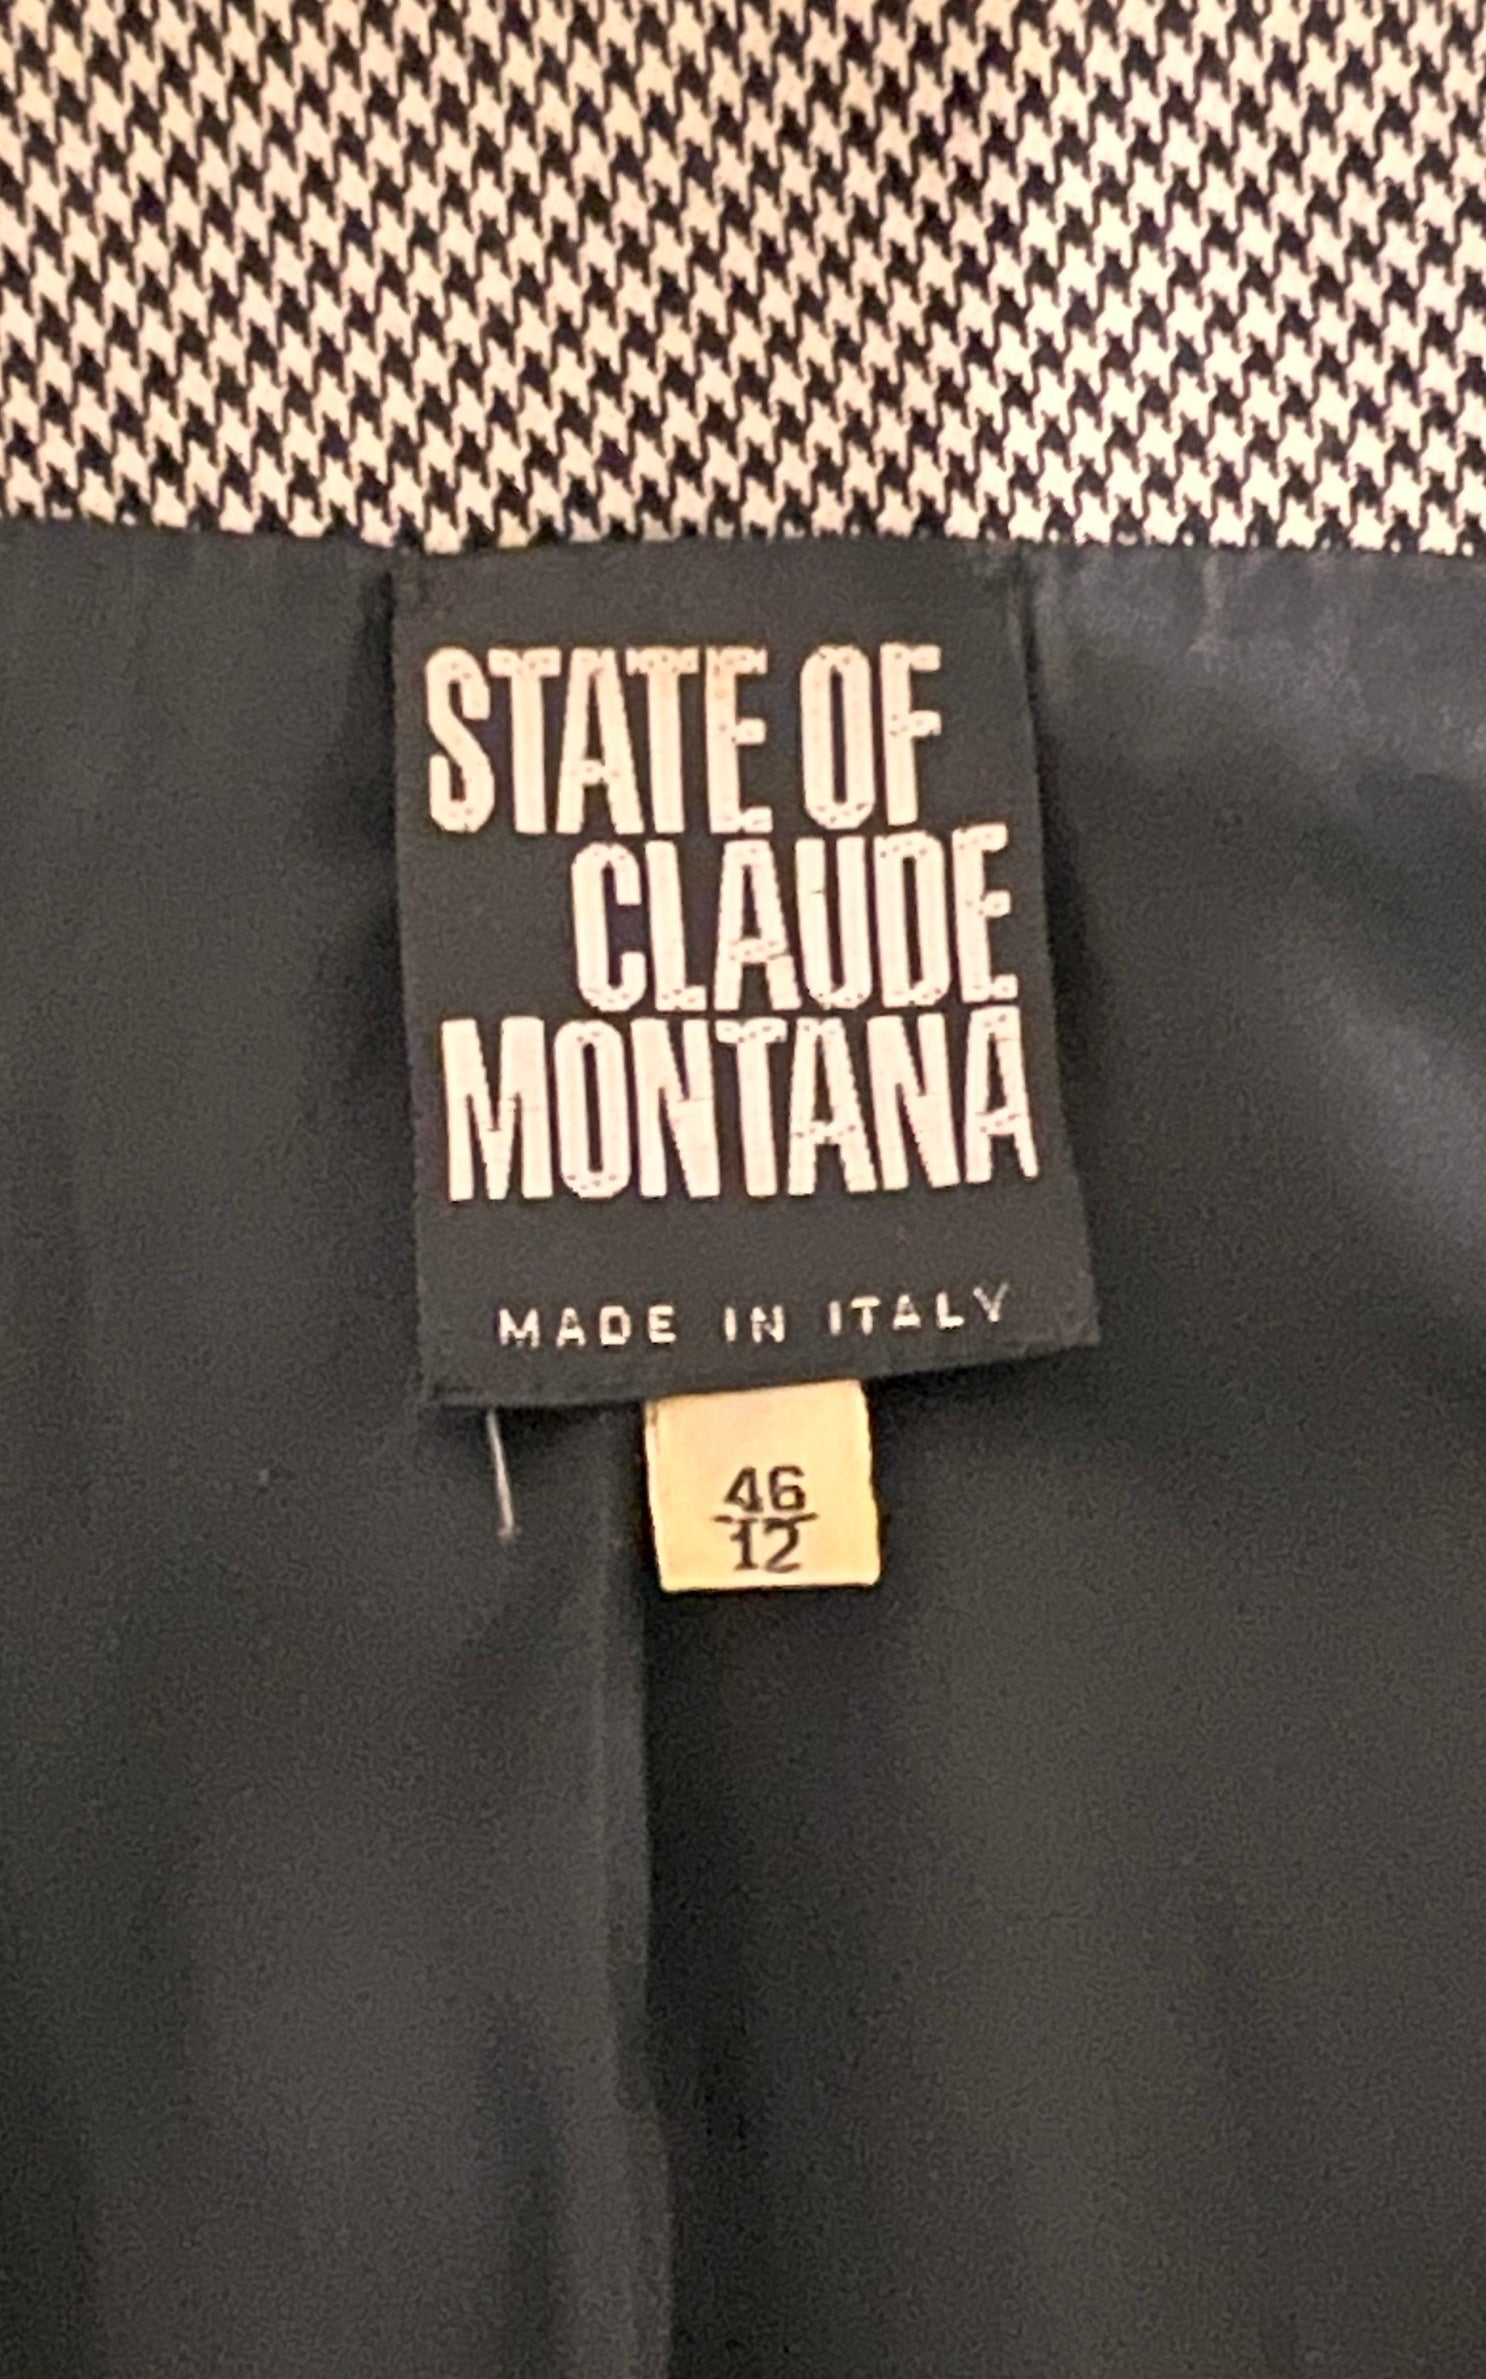 STATE OF
CLAUDE
MONTANA
MADE IN ITALY
46
12